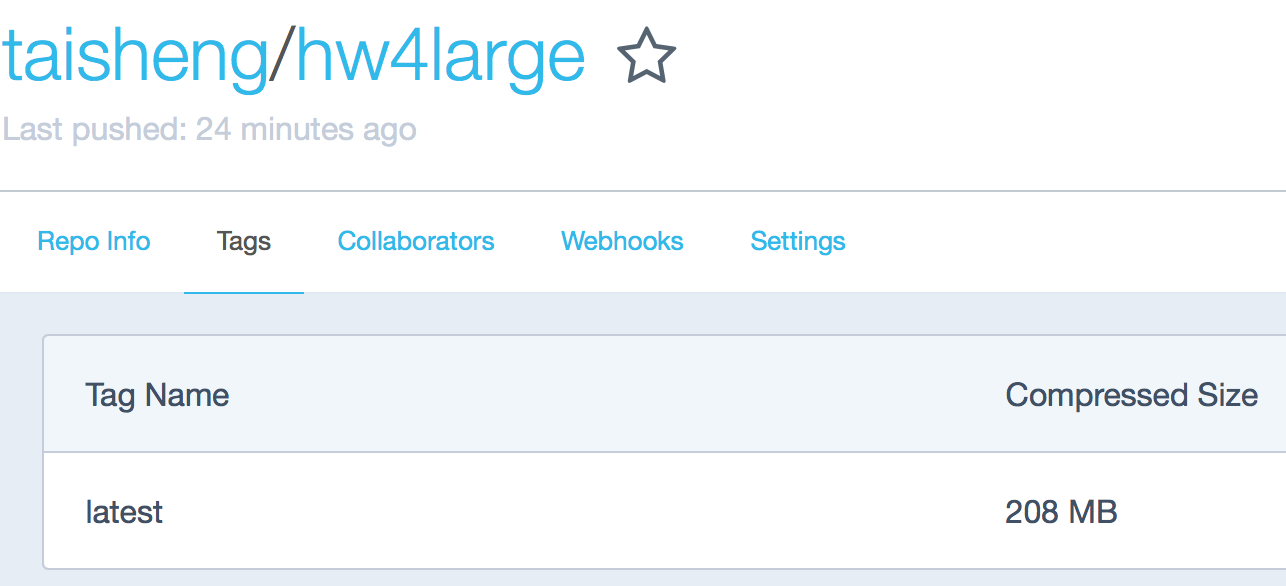 taisheng/hw4large
Last pushed: 24 minutes ago
Repo Info Tags Collaborators Webhooks Settings
Tag Name Compressed Size
latest 208 MB